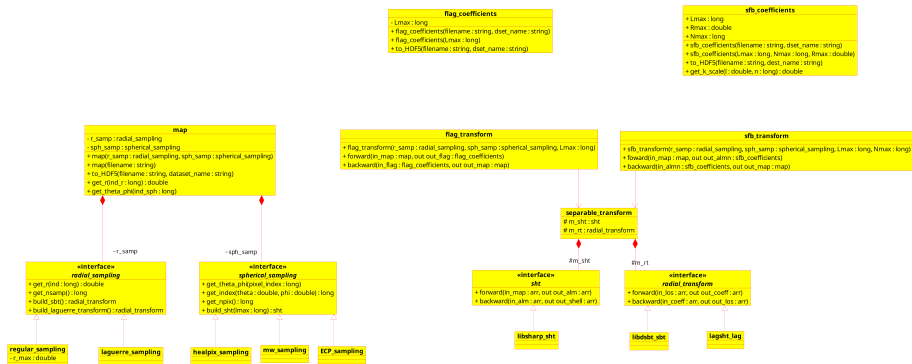 flag_coefficients
- Lmax : long
+ flag_coefficients(filename : string, dset_name : string)
+ flag_coefficients(Lmax : long)
+ to_HDF5(filename : string, dset_name : string)
sfb_coefficients
+ Lmax : long
+ Rmax : double
+ Nmax : long
+ sfb_coefficients(filename : string, dset_name : string)
+ sfb_coefficients(Lmax : long, Nmax : long, Rmax : double)
+ to_HDF5(filename : string, dest_name : string)
+ get_k_scale(l : double, n : long) : double
map
- r_samp : radial_sampling
- sph_samp : spherical_sampling
+ map(r_samp : radial_sampling, sph_samp : spherical_sampling)
+ map(filename : string)
+ to_HDF5(filename : string, dataset_name : string)
+ get_r(ind_r : long) : double
+ get_theta_phi(ind_sph : long)
flag_transform
+ flag_transform(r_samp : radial_sampling, sph_samp : spherical_sampling, Lmax : long)
+ forward(in_map : map, out out_flag : flag_coefficients)
+ backward(in_flag : flag_coefficients, out out_map : map)
sfb_transform
+ sfb_transform(r_samp : radial_sampling, sph_samp : spherical_sampling, Lmax : long, Nmax : long)
+ foward(in_map : map, out out_almn : sfb_coefficients)
+ backward(in_almn : sfb_coefficients, out out_map : map)
separable_transform
# m_sht : sht
# m_rt : radial_transform
-r_samp
-sph_samp
#m_sht
#m_rt
«interface»
radial_sampling
+ get_r(ind : long) : double
+ get_nsamp() : long
+ build_sbt() : radial_transform
+ build_laguerre_transform() : radial_transform
«interface»
spherical_sampling
+ get_theta_phi(pixel_index : long)
+ get_index(theta : double, phi : double) : long
+ get_npix() : long
+ build_sht(lmax : long) : sht
«interface»
sht
+ forward(in_map : arr, out out_alm : arr)
+ backward(in_alm : arr, out out_shell : arr)
«interface»
radial_transform
+ forward(in_los : arr, out out_coeff : arr)
+ backward(in_coeff : arr, out out_los : arr)
regular_sampling
- r_max : double
laguerre_sampling
healpix_sampling
mw_sampling
ECP_sampling
libsharp_sht
libdsbt_sbt
lagsht_lag